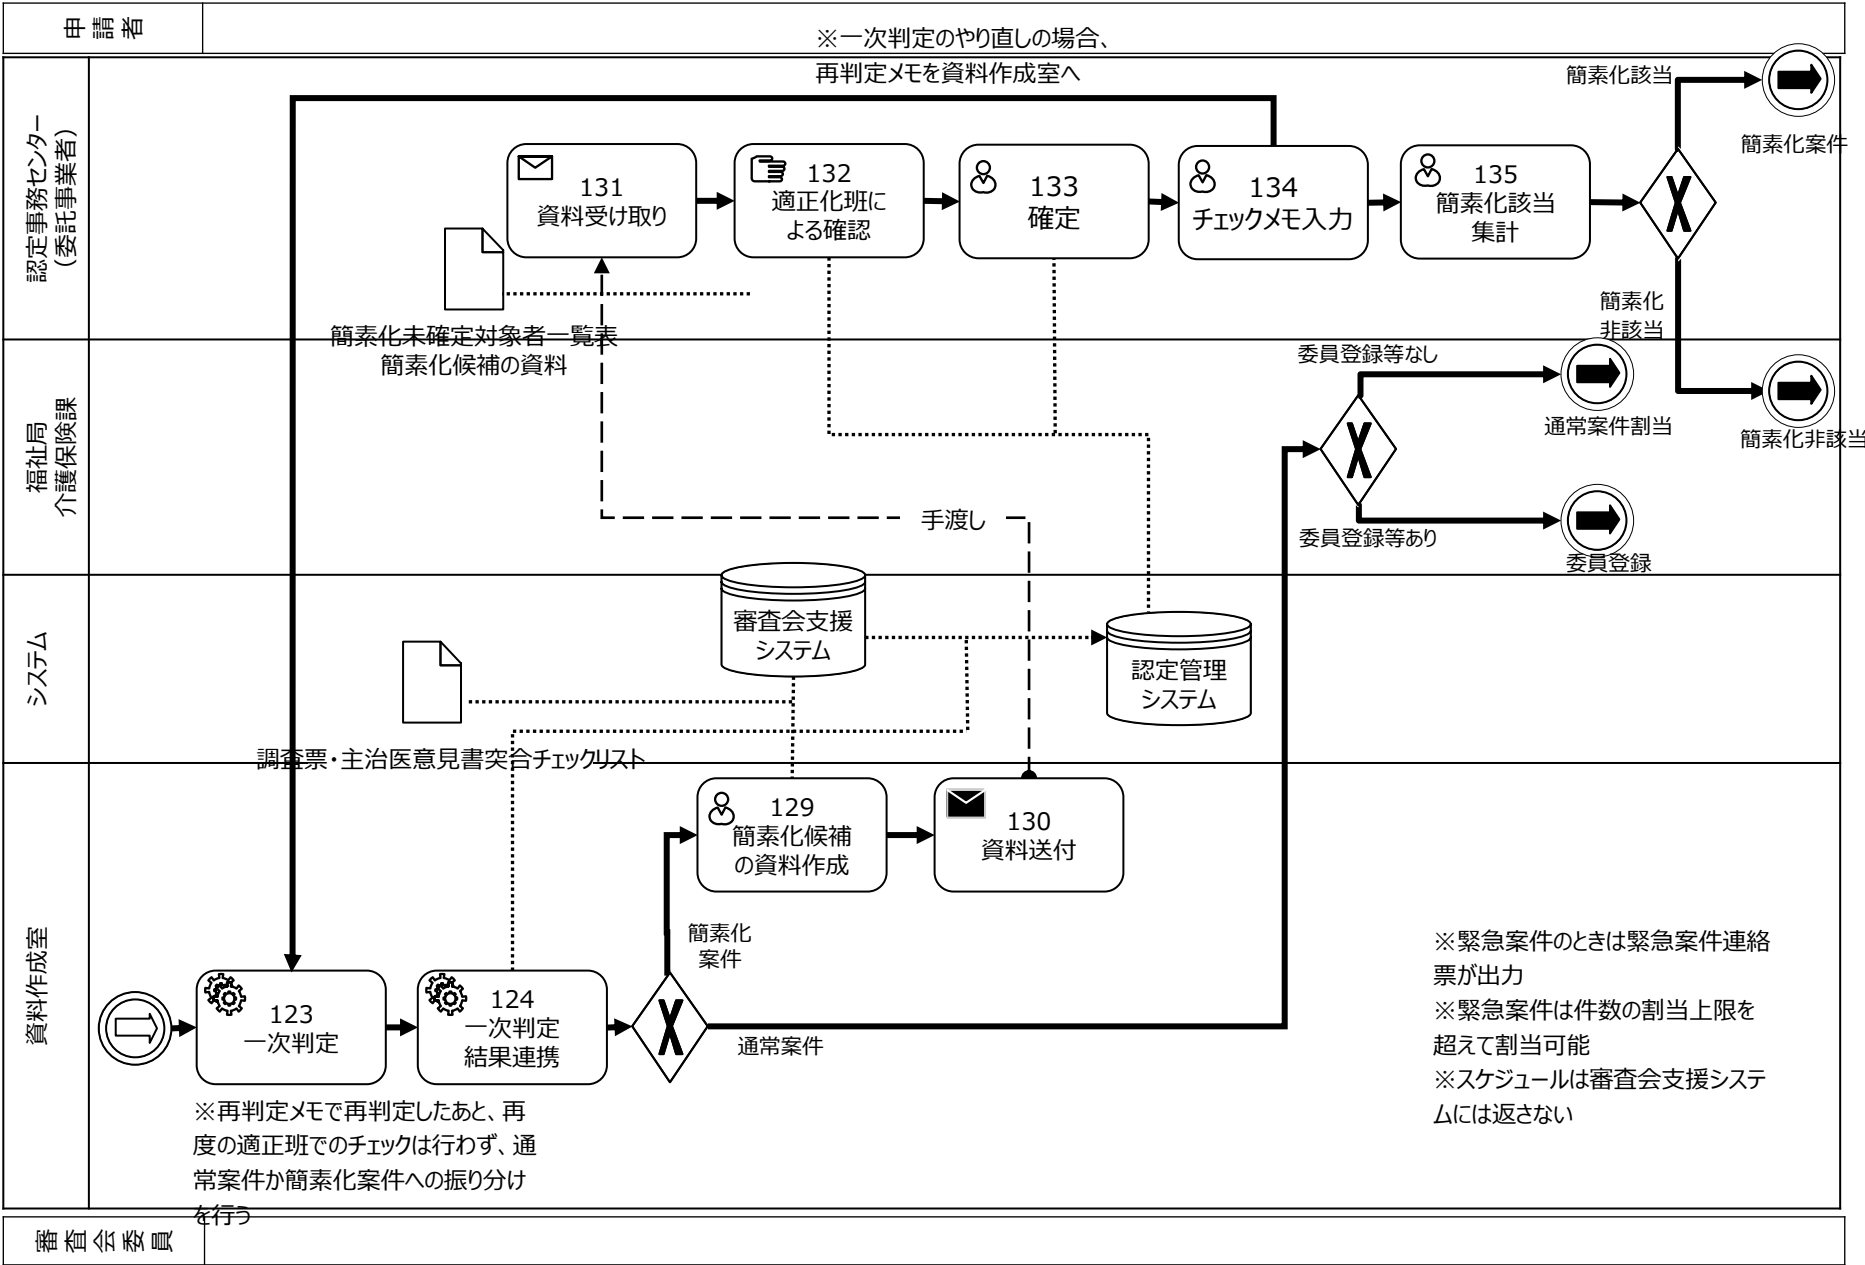 申請者
※一次判定のやり直しの場合、
再判定メモを資料作成室へ
認定事務センター
（委託事業者）
簡素化該当
簡素化案件
131
資料受け取り
132
適正化班に
よる確認
133
確定
134
チェックメモ入力
135
簡素化該当
集計
簡素化
非該当
簡素化未確定対象者一覧表
簡素化候補の資料
福祉局
介護保険課
委員登録等なし
通常案件割当
簡素化非該当
手渡し
委員登録等あり
委員登録
システム
審査会支援
システム
認定管理
システム
調査票・主治医意見書突合チェックリスト
資料作成室
129
簡素化候補
の資料作成
130
資料送付
簡素化
案件
123
一次判定
124
一次判定
結果連携
通常案件
※緊急案件のときは緊急案件連絡
票が出力
※緊急案件は件数の割当上限を
超えて割当可能
※スケジュールは審査会支援システ
ムには返さない
※再判定メモで再判定したあと、再
度の適正班でのチェックは行わず、通
常案件か簡素化案件への振り分け
を行う
審査会委員